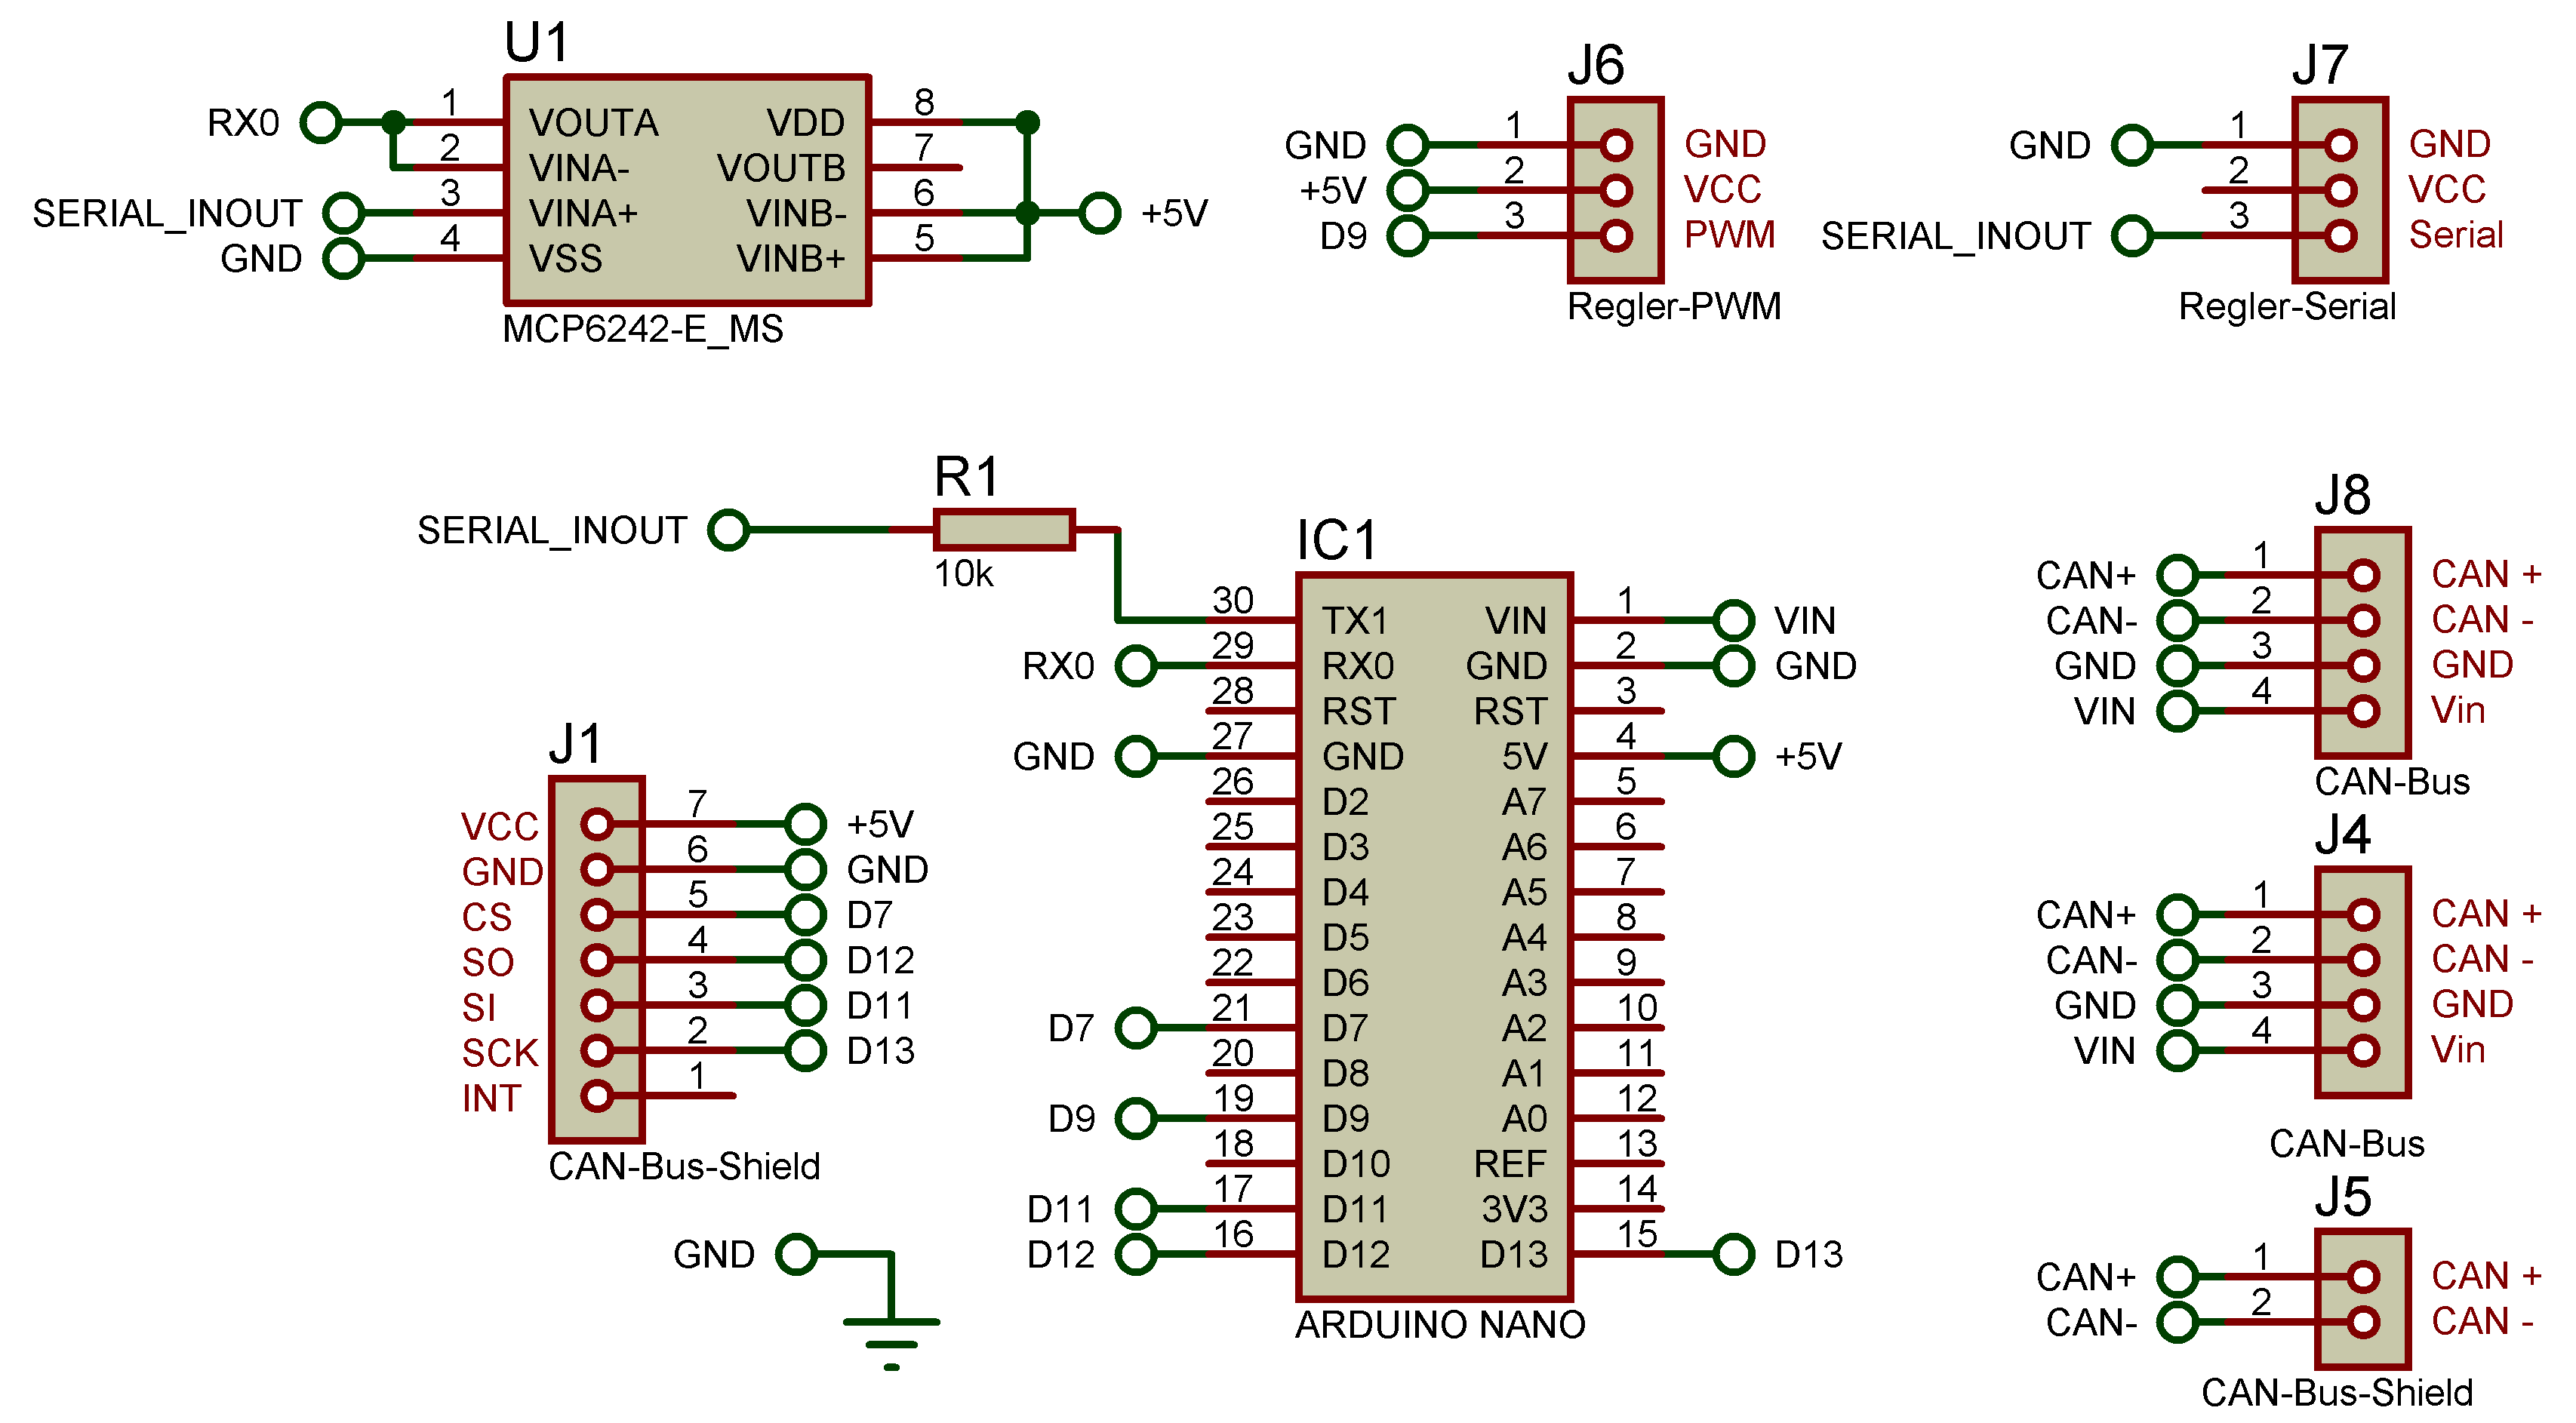 U1
RX0 1 VOUTA VDD 8
2 VINA- VOUTB 7
SERIAL_INOUT 3 VINA+ VINB- 6 +5V
GND 4 VSS VINB+ 5
MCP6242-E_MS
J6
GND 1 GND
+5V 2 VCC
D9 3 PWM
Regler-PWM
J7
GND 1 GND
2 VCC
SERIAL_INOUT 3 Serial
Regler-Serial
R1
SERIAL_INOUT
10k
IC1
30 TX1 VIN 1 VIN
RX0 29 RX0 GND 2 GND
28 RST RST 3
GND 27 GND 5V 4 +5V
26 D2 A7 5
25 D3 A6 6
24 D4 A5 7
23 D5 A4 8
22 D6 A3 9
D7 21 D7 A2 10
20 D8 A1 11
D9 19 D9 A0 12
18 D10 REF 13
D11 17 D11 3V3 14
D12 16 D12 D13 15 D13
ARDUINO NANO
J1
VCC 7 +5V
GND 6 GND
CS 5 D7
SO 4 D12
SI 3 D11
SCK 2 D13
INT 1
CAN-Bus-Shield
GND
J8
CAN+ 1 CAN +
CAN- 2 CAN -
GND 3 GND
VIN 4 Vin
CAN-Bus
J4
CAN+ 1 CAN +
CAN- 2 CAN -
GND 3 GND
VIN 4 Vin
CAN-Bus
J5
CAN+ 1 CAN +
CAN- 2 CAN -
CAN-Bus-Shield